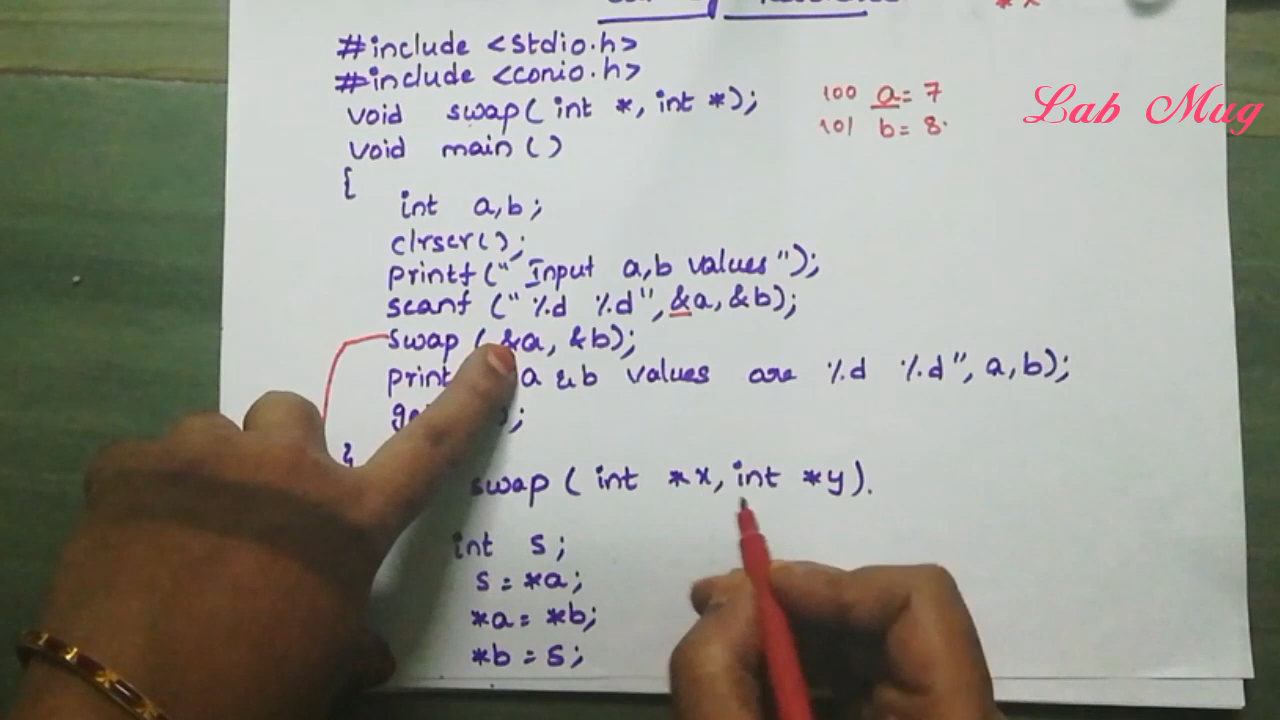 #include <stdio.h>
#include <conio.h>
void swap( int *, int *);
100 a = 7
101 b = 8.
Lab Mug
void main ( )
{
int a,b ;
clrscr( );
printf (" Input a,b values");
scanf (" %d %d", &a, &b);
swap ( &a, &b);
a & b values are %d %d", a, b);
;
}
swap ( int *x, int *y).
int s ;
s = *a ;
*a = *b;
*b = s ;